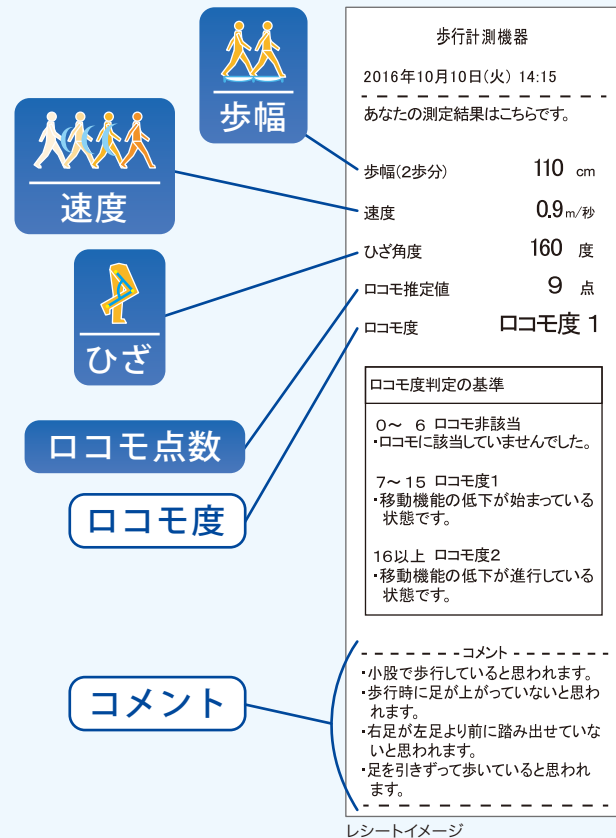 歩幅
速度
ひざ
ロコモ点数
ロコモ度
コメント
歩行計測機器
2016年10月10日(火) 14:15
あなたの測定結果はこちらです。
歩幅(2歩分) 110 cm
速度 0.9m/秒
ひざ角度 160 度
ロコモ推定値 9 点
ロコモ度 ロコモ度 1
ロコモ度判定の基準
0～ 6 ロコモ非該当
・ロコモに該当していませんでした。
7～15 ロコモ度1
・移動機能の低下が始まっている
状態です。
16以上 ロコモ度2
・移動機能の低下が進行している
状態です。
コメント
・小股で歩行していると思われます。
・歩行時に足が上がっていないと思わ
れます。
・右足が左足より前に踏み出せていな
いと思われます。
・足を引きずって歩いていると思われ
ます。
レシートイメージ